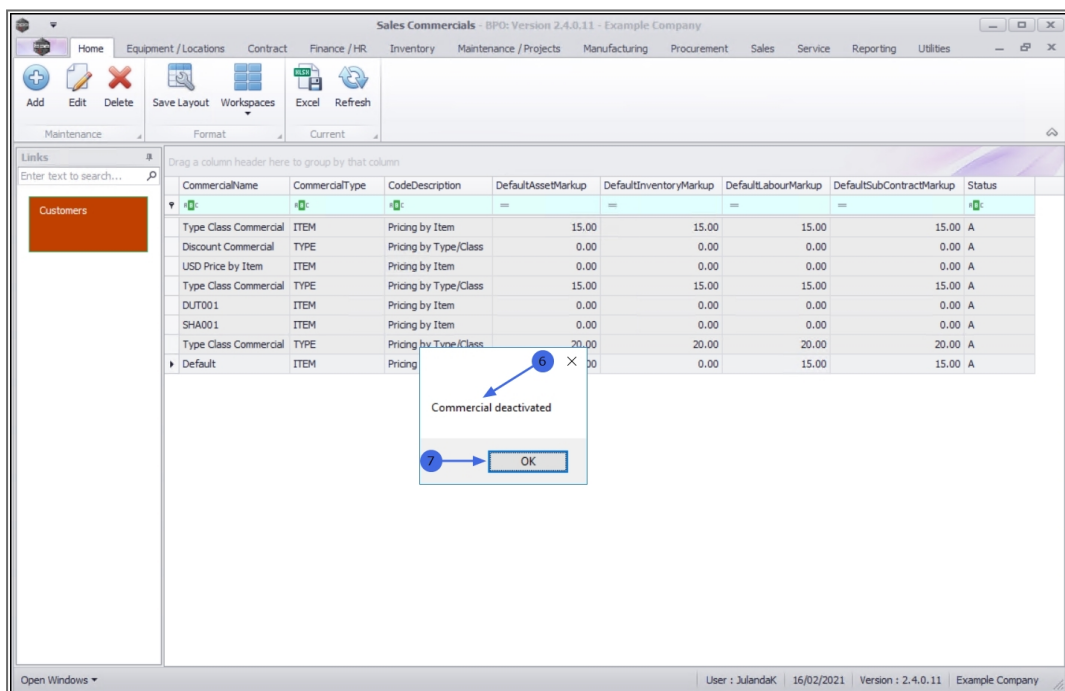 Sales Commercials - BPO: Version 2.4.0.11 - Example Company
Home Equipment / Locations Contract Finance / HR Inventory Maintenance / Projects Manufacturing Procurement Sales Service Reporting Utilities
Add Edit Delete Save Layout Workspaces Excel Refresh
Maintenance Format Current
Links
Enter text to search...
Customers
Drag a column header here to group by that column
CommercialName CommercialType CodeDescription DefaultAssetMarkup DefaultInventoryMarkup DefaultLabourMarkup DefaultSubContractMarkup Status
Type Class Commercial ITEM Pricing by Item 15.00 15.00 15.00 15.00 A
Discount Commercial TYPE Pricing by Type/Class 0.00 0.00 0.00 0.00 A
USD Price by Item ITEM Pricing by Item 0.00 0.00 0.00 0.00 A
Type Class Commercial TYPE Pricing by Type/Class 15.00 15.00 15.00 15.00 A
DUT001 ITEM Pricing by Item 0.00 0.00 0.00 0.00 A
SHA001 ITEM Pricing by Item 0.00 0.00 0.00 0.00 A
Type Class Commercial TYPE Pricing by Type/Class 20.00 20.00 20.00 20.00 A
Default ITEM Pricing 0.00 15.00 15.00 A
6
Commercial deactivated
7 OK
Open Windows User : JulandaK 16/02/2021 Version : 2.4.0.11 Example Company